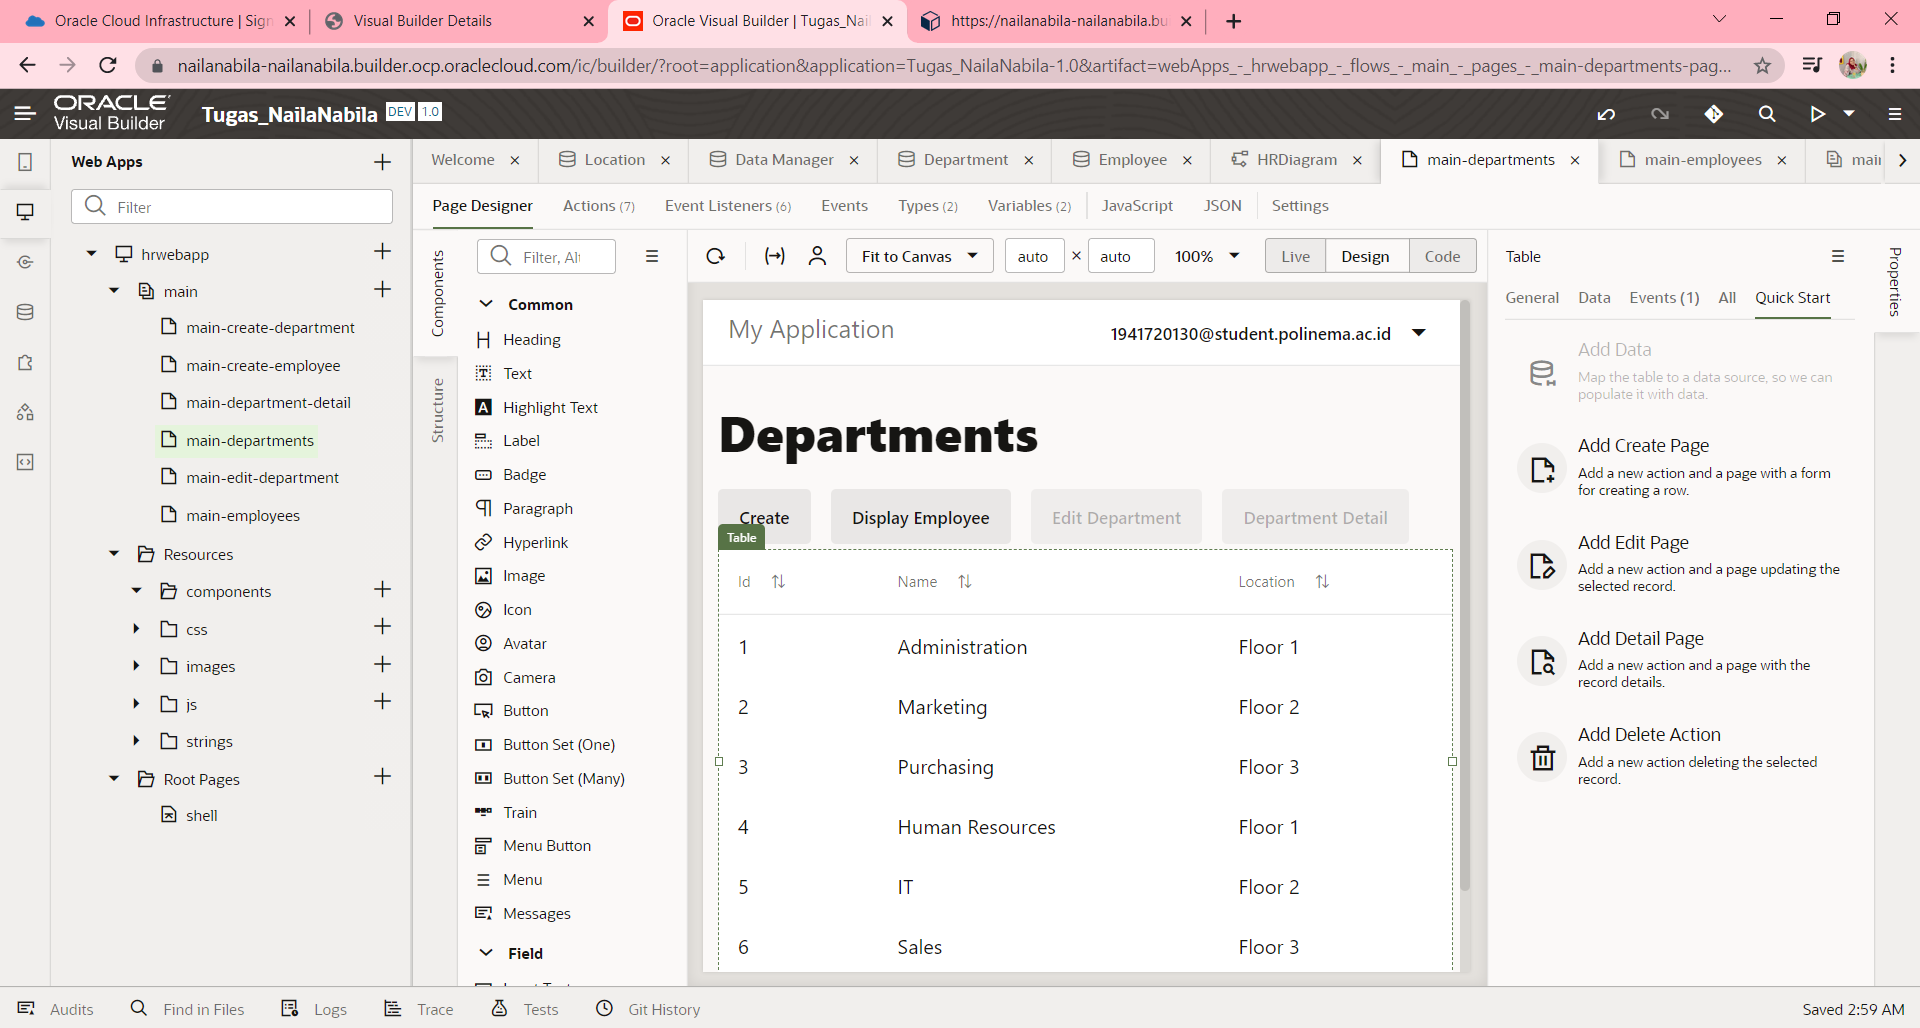 Oracle Cloud Infrastructure | Sign
Visual Builder Details
Oracle Visual Builder | Tugas_Nail
https://nailanabila-nailanabila.bu
nailanabila-nailanabila.builder.ocp.oraclecloud.com/ic/builder/?root=application&application=Tugas_NailaNabila-1.0&artifact=webApps_-_hrwebapp_-_flows_-_main_-_pages_-_main-departments-pag...
ORACLE
Visual Builder
Tugas_NailaNabila DEV 1.0
Web Apps
Filter
hrwebapp
main
main-create-department
main-create-employee
main-department-detail
main-departments
main-edit-department
main-employees
Resources
components
css
images
js
strings
Root Pages
shell
Welcome
Location
Data Manager
Department
Employee
HRDiagram
main-departments
main-employees
mai
Page Designer
Actions (7)
Event Listeners (6)
Events
Types (2)
Variables (2)
JavaScript
JSON
Settings
Components
Structure
Filter, Al
Common
Heading
Text
Highlight Text
Label
Badge
Paragraph
Hyperlink
Image
Icon
Avatar
Camera
Button
Button Set (One)
Button Set (Many)
Train
Menu Button
Menu
Messages
Field
Fit to Canvas
auto × auto
100%
Live
Design
Code
My Application
1941720130@student.polinema.ac.id
Departments
Create
Display Employee
Edit Department
Department Detail
Table
Id Name Location
1 Administration Floor 1
2 Marketing Floor 2
3 Purchasing Floor 3
4 Human Resources Floor 1
5 IT Floor 2
6 Sales Floor 3
Table
General
Data
Events (1)
All
Quick Start
Properties
Add Data
Map the table to a data source, so we can
populate it with data.
Add Create Page
Add a new action and a page with a form
for creating a row.
Add Edit Page
Add a new action and a page updating the
selected record.
Add Detail Page
Add a new action and a page with the
record details.
Add Delete Action
Add a new action deleting the selected
record.
Audits
Find in Files
Logs
Trace
Tests
Git History
Saved 2:59 AM